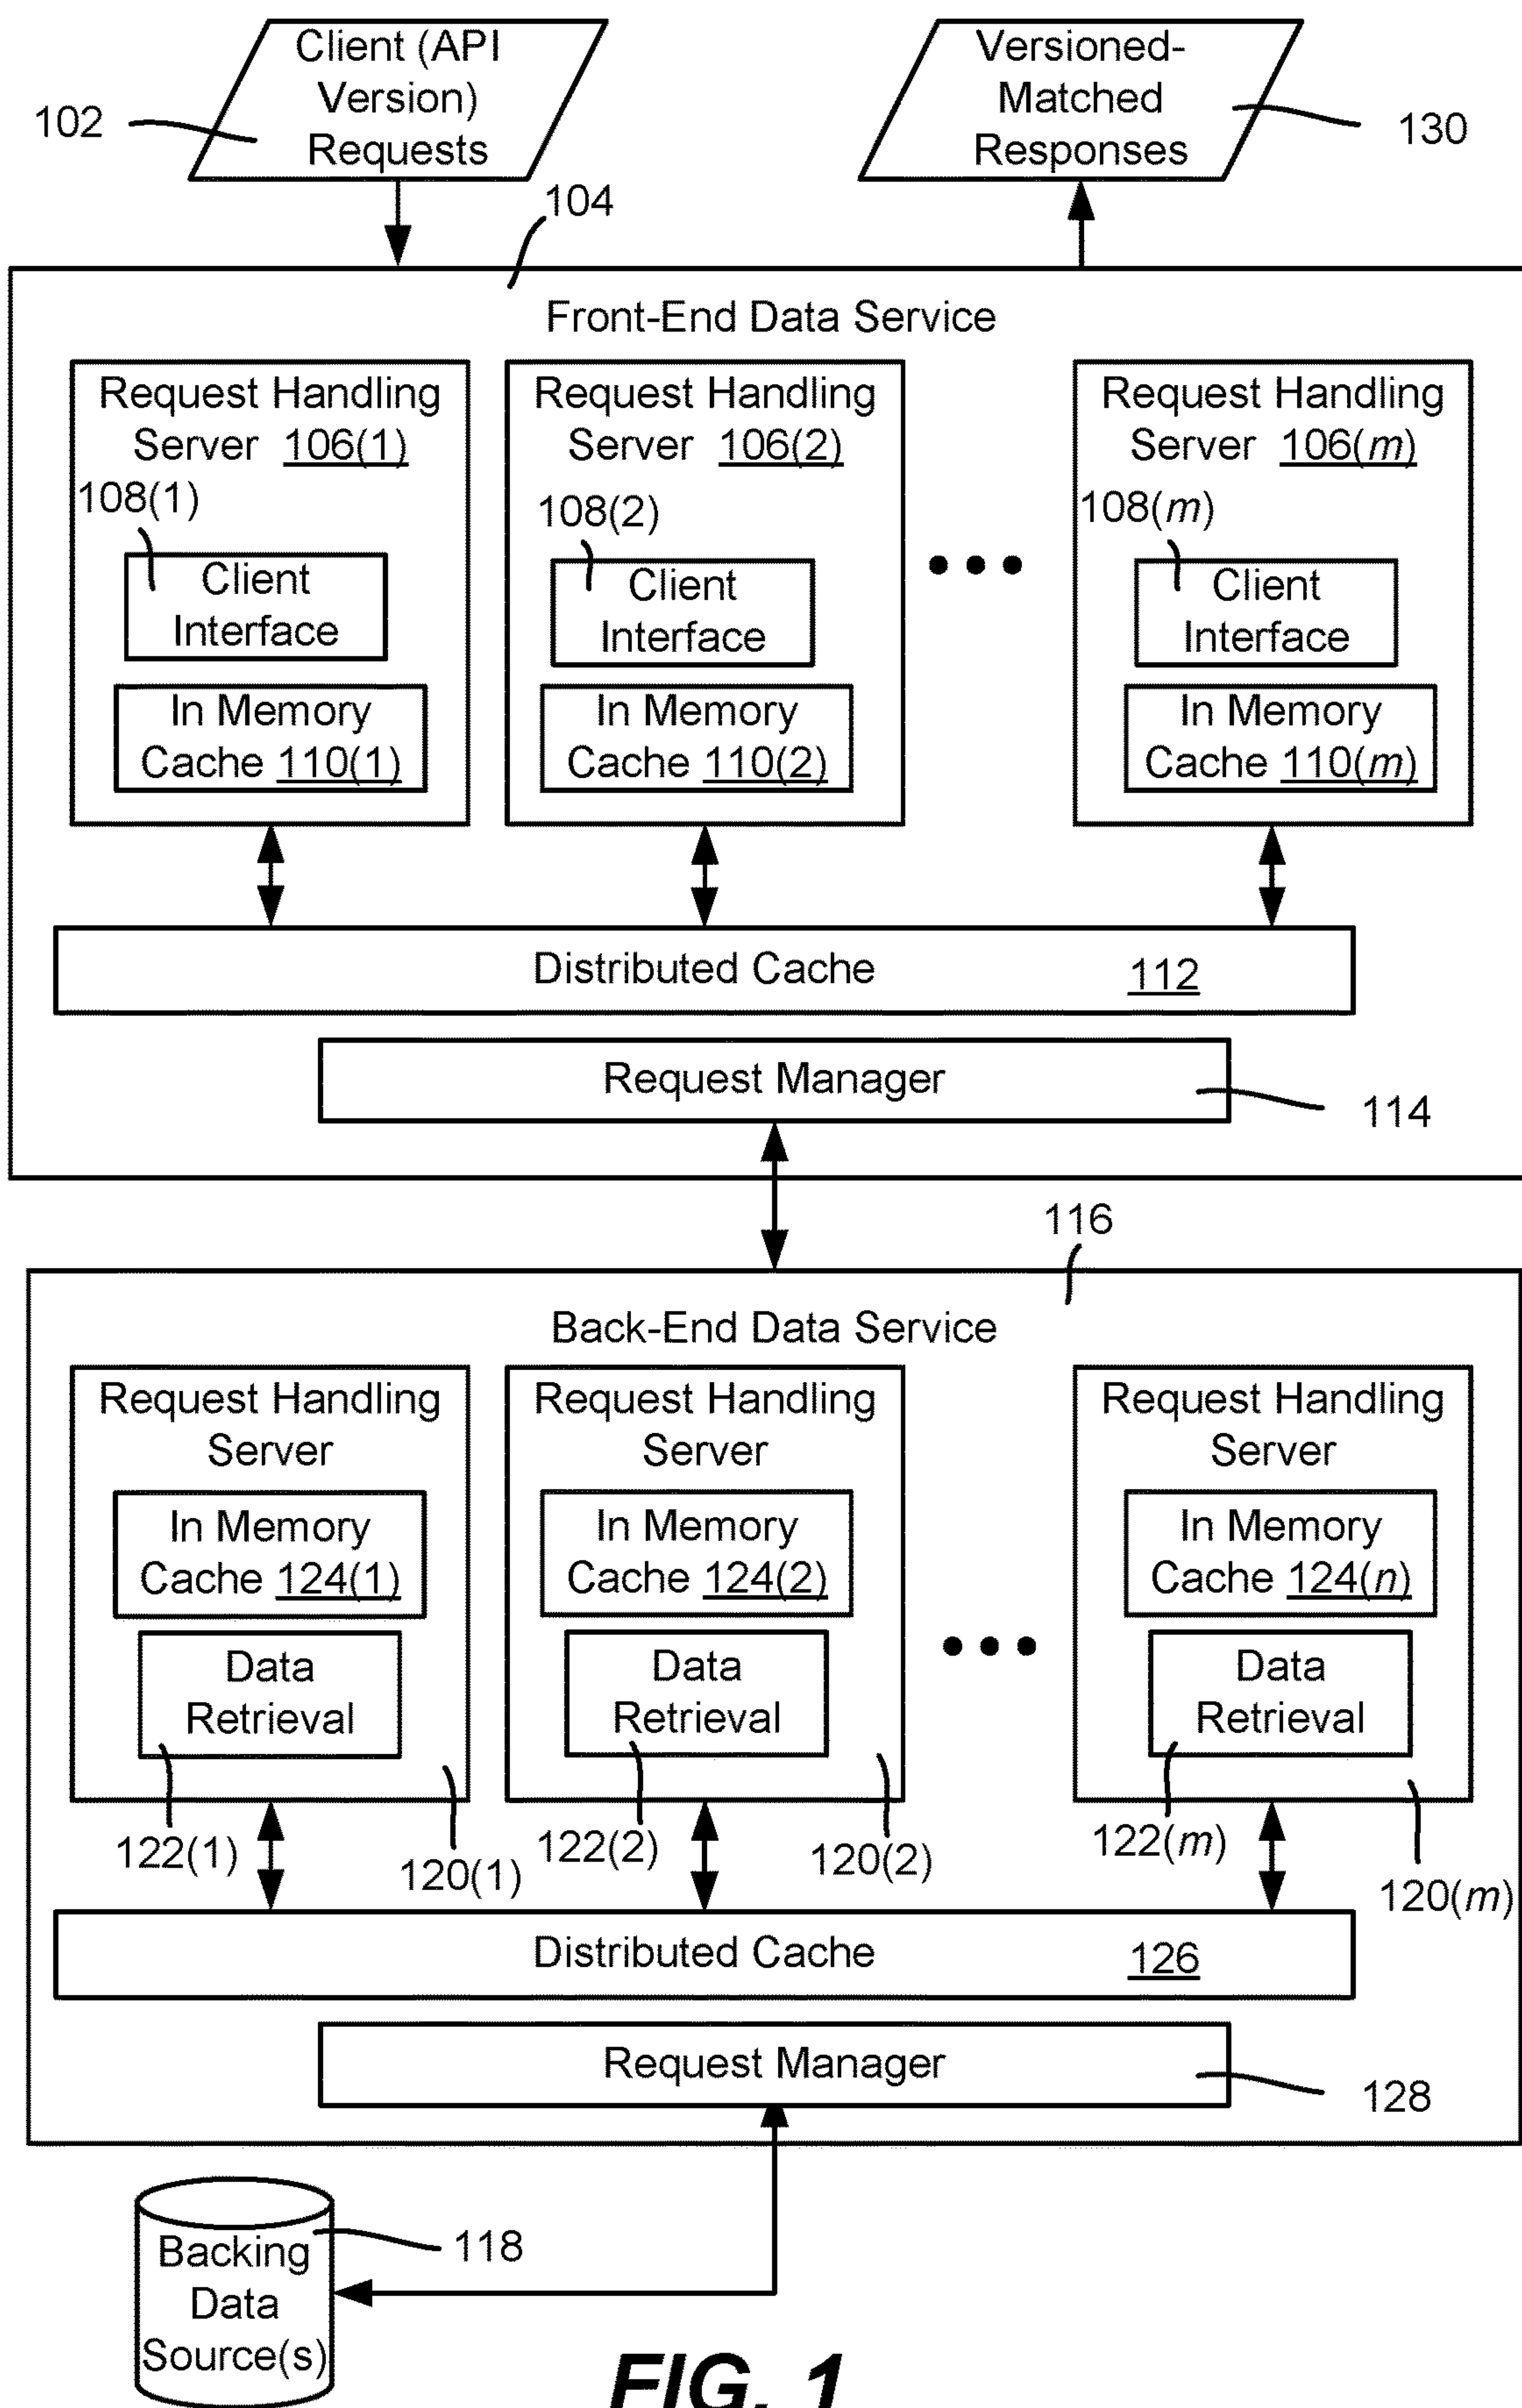 Client (API
Version)
Requests
102
Versioned-
Matched
Responses
130
104
Front-End Data Service
Request Handling
Server 106(1)
108(1)
Client
Interface
In Memory
Cache 110(1)
Request Handling
Server 106(2)
108(2)
Client
Interface
In Memory
Cache 110(2)
Request Handling
Server 106(m)
108(m)
Client
Interface
In Memory
Cache 110(m)
Distributed Cache 112
Request Manager
114
116
Back-End Data Service
Request Handling
Server
In Memory
Cache 124(1)
Data
Retrieval
122(1)
120(1)
Request Handling
Server
In Memory
Cache 124(2)
Data
Retrieval
122(2)
120(2)
Request Handling
Server
In Memory
Cache 124(n)
Data
Retrieval
122(m)
120(m)
Distributed Cache 126
Request Manager
128
Backing
Data
Source(s)
118
FIG. 1